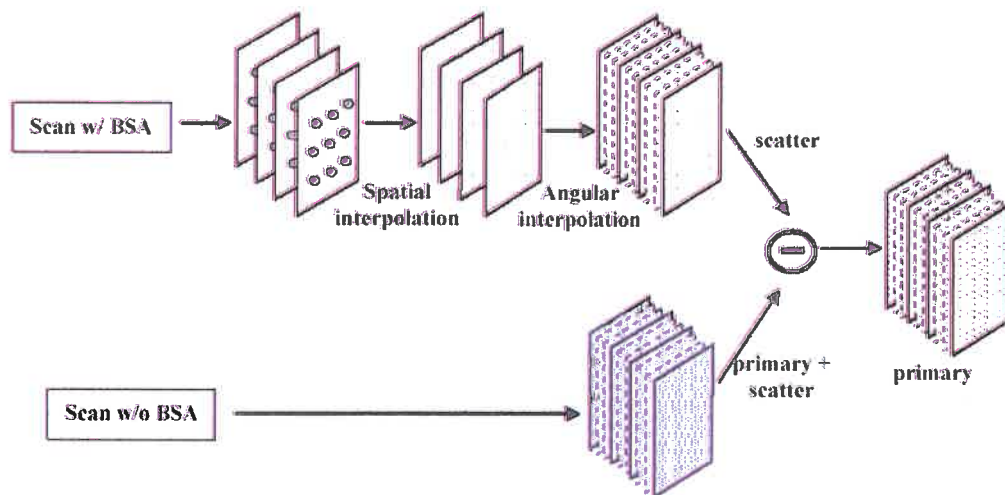 Scan w/ BSA
Spatial
interpolation
Angular
interpolation
scatter
primary +
scatter
primary
Scan w/o BSA